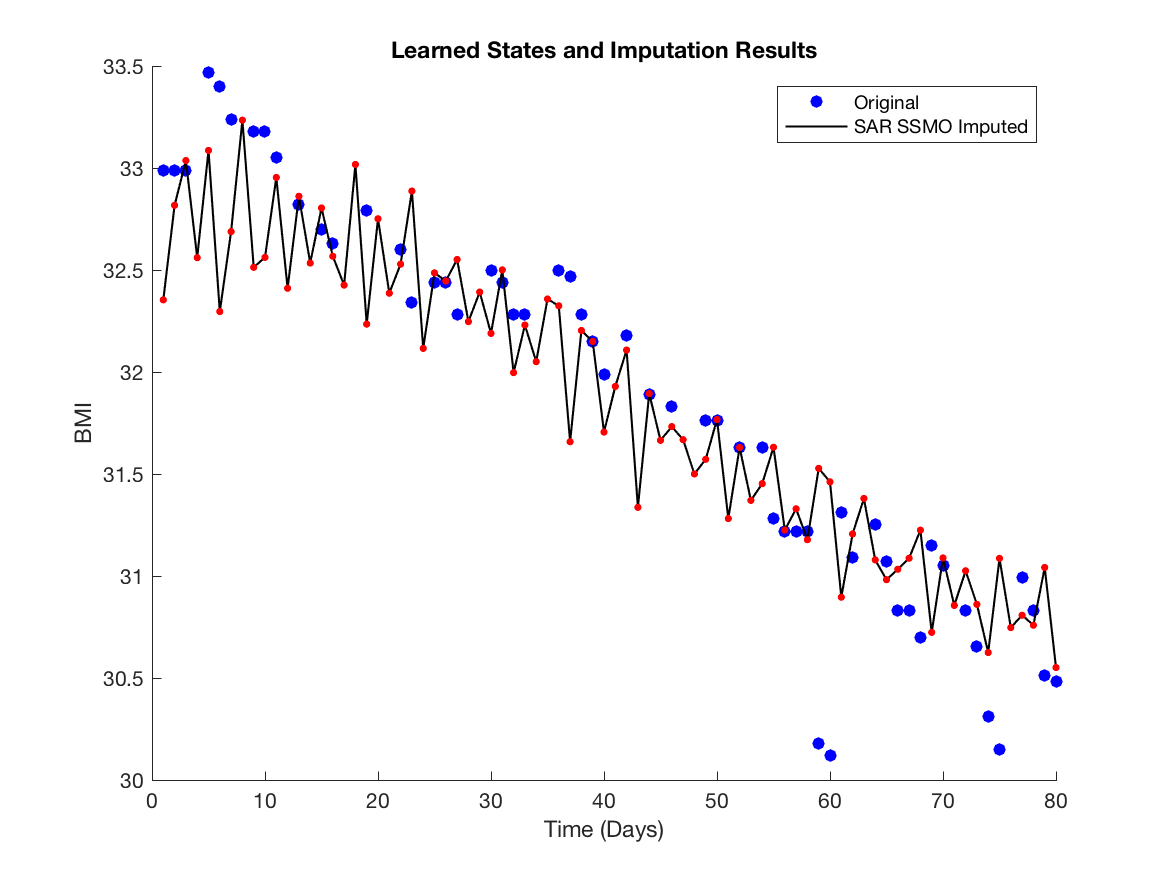 Learned States and Imputation Results
Original
SAR SSMO Imputed
33.5
33
32.5
32
31.5
31
30.5
30
BMI
0 10 20 30 40 50 60 70 80
Time (Days)